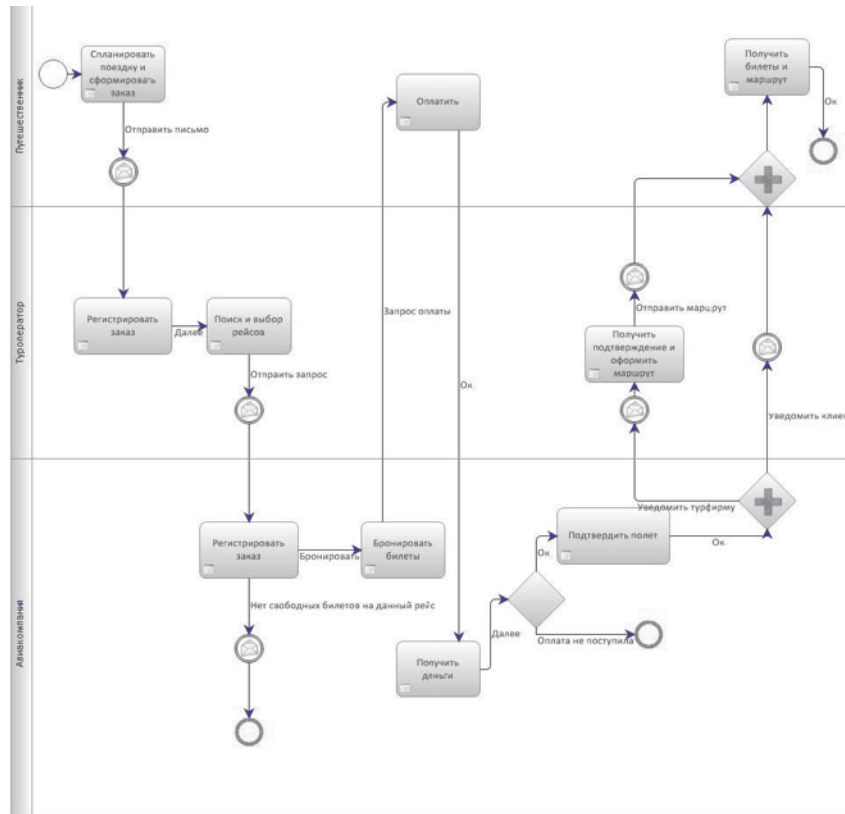 Путешественник
Спланировать
поездку и
сформировать
заказ
Отправить письмо
Оплатить
Получить
билеты и
маршрут
Ок
Туроператор
Регистрировать
заказ
Далее
Поиск и выбор
рейсов
Отпраить запрос
Запрос оплаты
Ок
Отправить маршрут
Получить
подтверждение и
оформить
маршрут
Уведомить клиен
Авиакомпания
Регистрировать
заказ
Бронировать
Бронировать
билеты
Нет свободных билетов на данный рейс
Получить
деньги
Далее
Ок
Подтвердить полет
Ок
Уведомить турфирму
Оплата не поступила